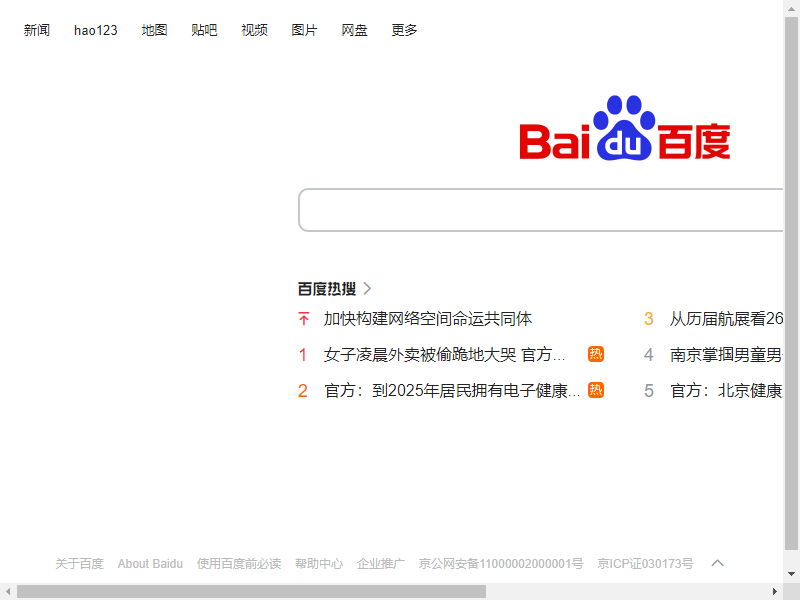 新闻 hao123 地图 贴吧 视频 图片 网盘 更多
Bai du 百度
百度热搜
加快构建网络空间命运共同体
3 从历届航展看26
1 女子凌晨外卖被偷跪地大哭 官方... 热
4 南京掌掴男童男
2 官方：到2025年居民拥有电子健康... 热
5 官方：北京健康
关于百度 About Baidu 使用百度前必读 帮助中心 企业推广 京公网安备11000002000001号 京ICP证030173号